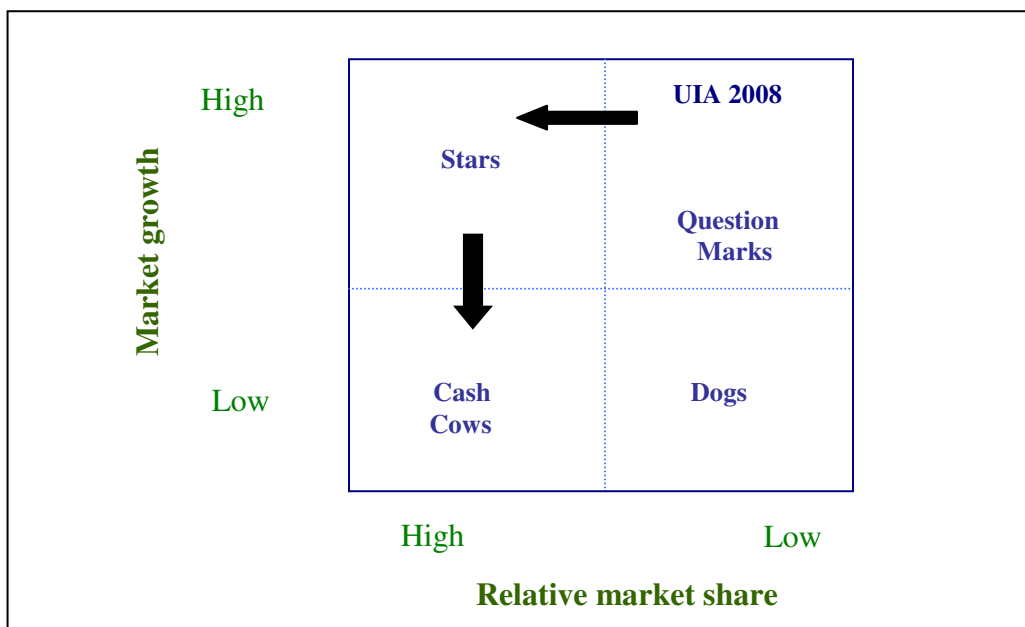 High
UIA 2008
Stars
Market growth
Question
Marks
Low
Cash
Cows
Dogs
High
Low
Relative market share